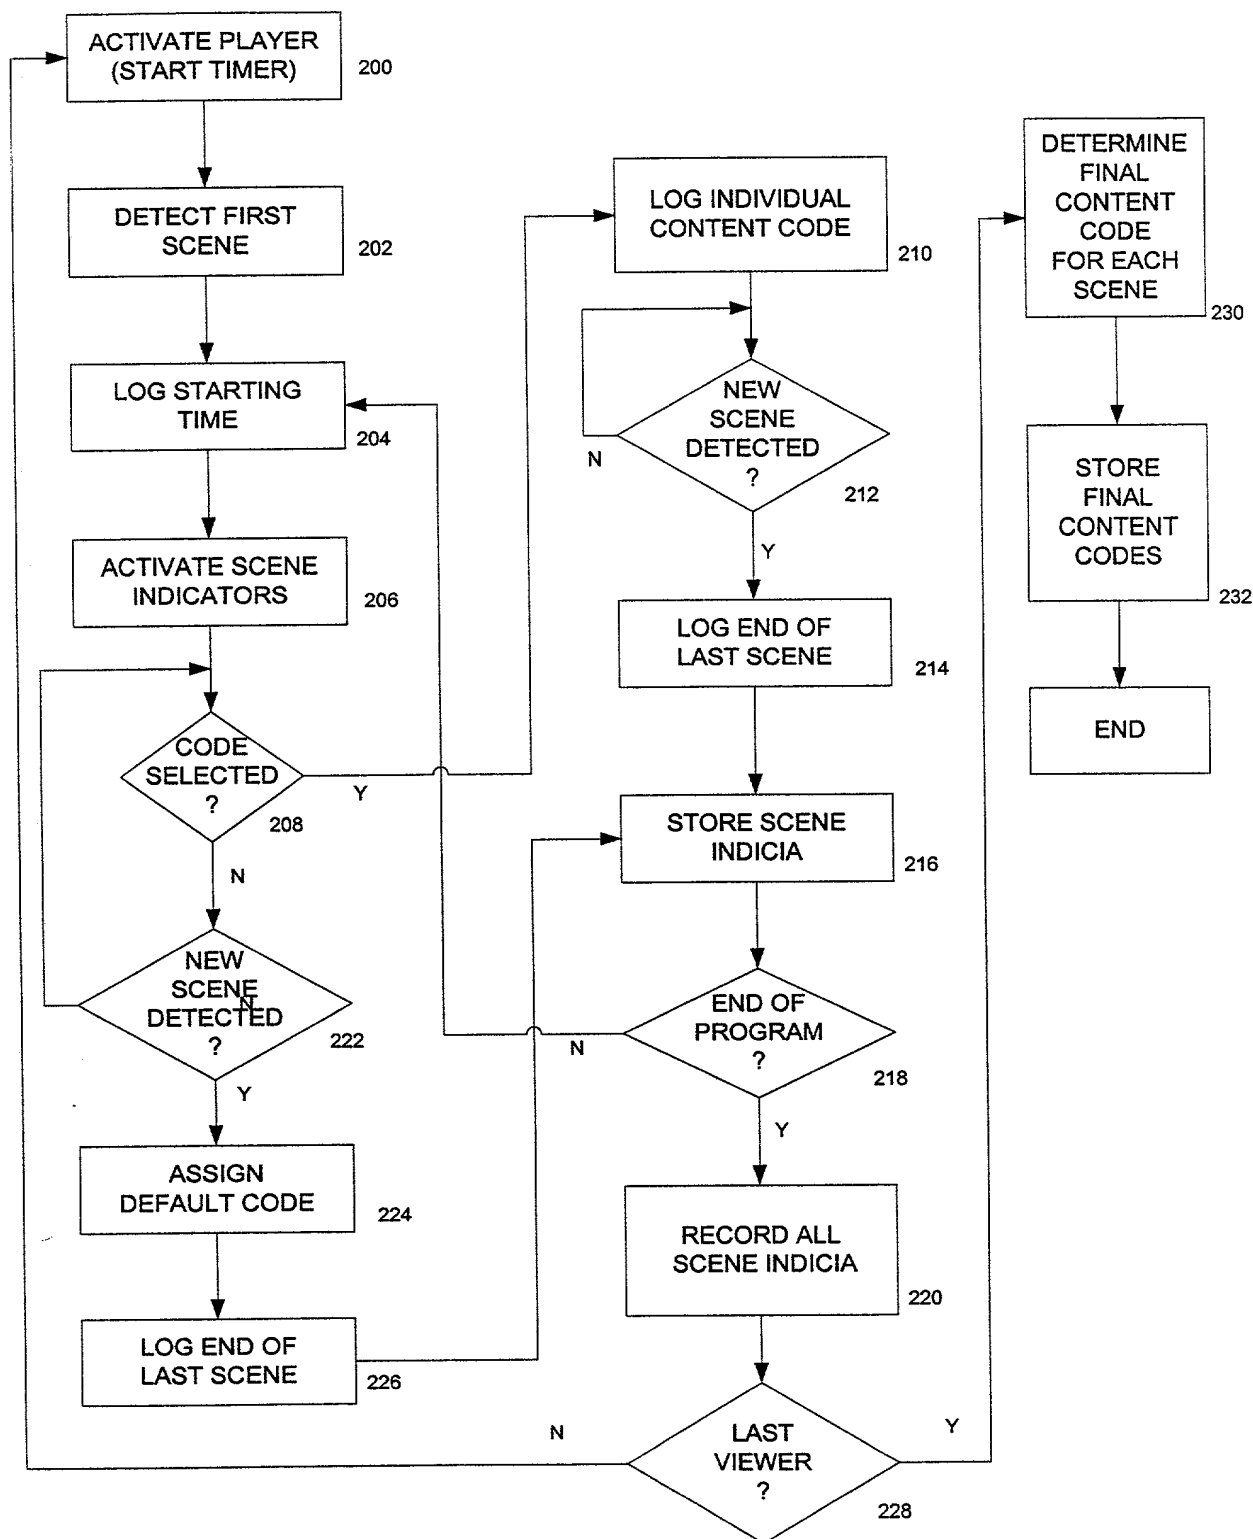 ACTIVATE PLAYER
(START TIMER)
200
DETECT FIRST
SCENE
202
LOG STARTING
TIME
204
ACTIVATE SCENE
INDICATORS
206
CODE
SELECTED
?
208
Y
N
NEW
SCENE
N
DETECTED
?
222
Y
ASSIGN
DEFAULT CODE
224
LOG END OF
LAST SCENE
226
LOG INDIVIDUAL
CONTENT CODE
210
NEW
SCENE
DETECTED
?
N
212
Y
LOG END OF
LAST SCENE
214
STORE SCENE
INDICIA
216
END OF
PROGRAM
?
N
218
Y
RECORD ALL
SCENE INDICIA
220
LAST
VIEWER
?
N
Y
228
DETERMINE
FINAL
CONTENT
CODE
FOR EACH
SCENE
230
STORE
FINAL
CONTENT
CODES
232
END